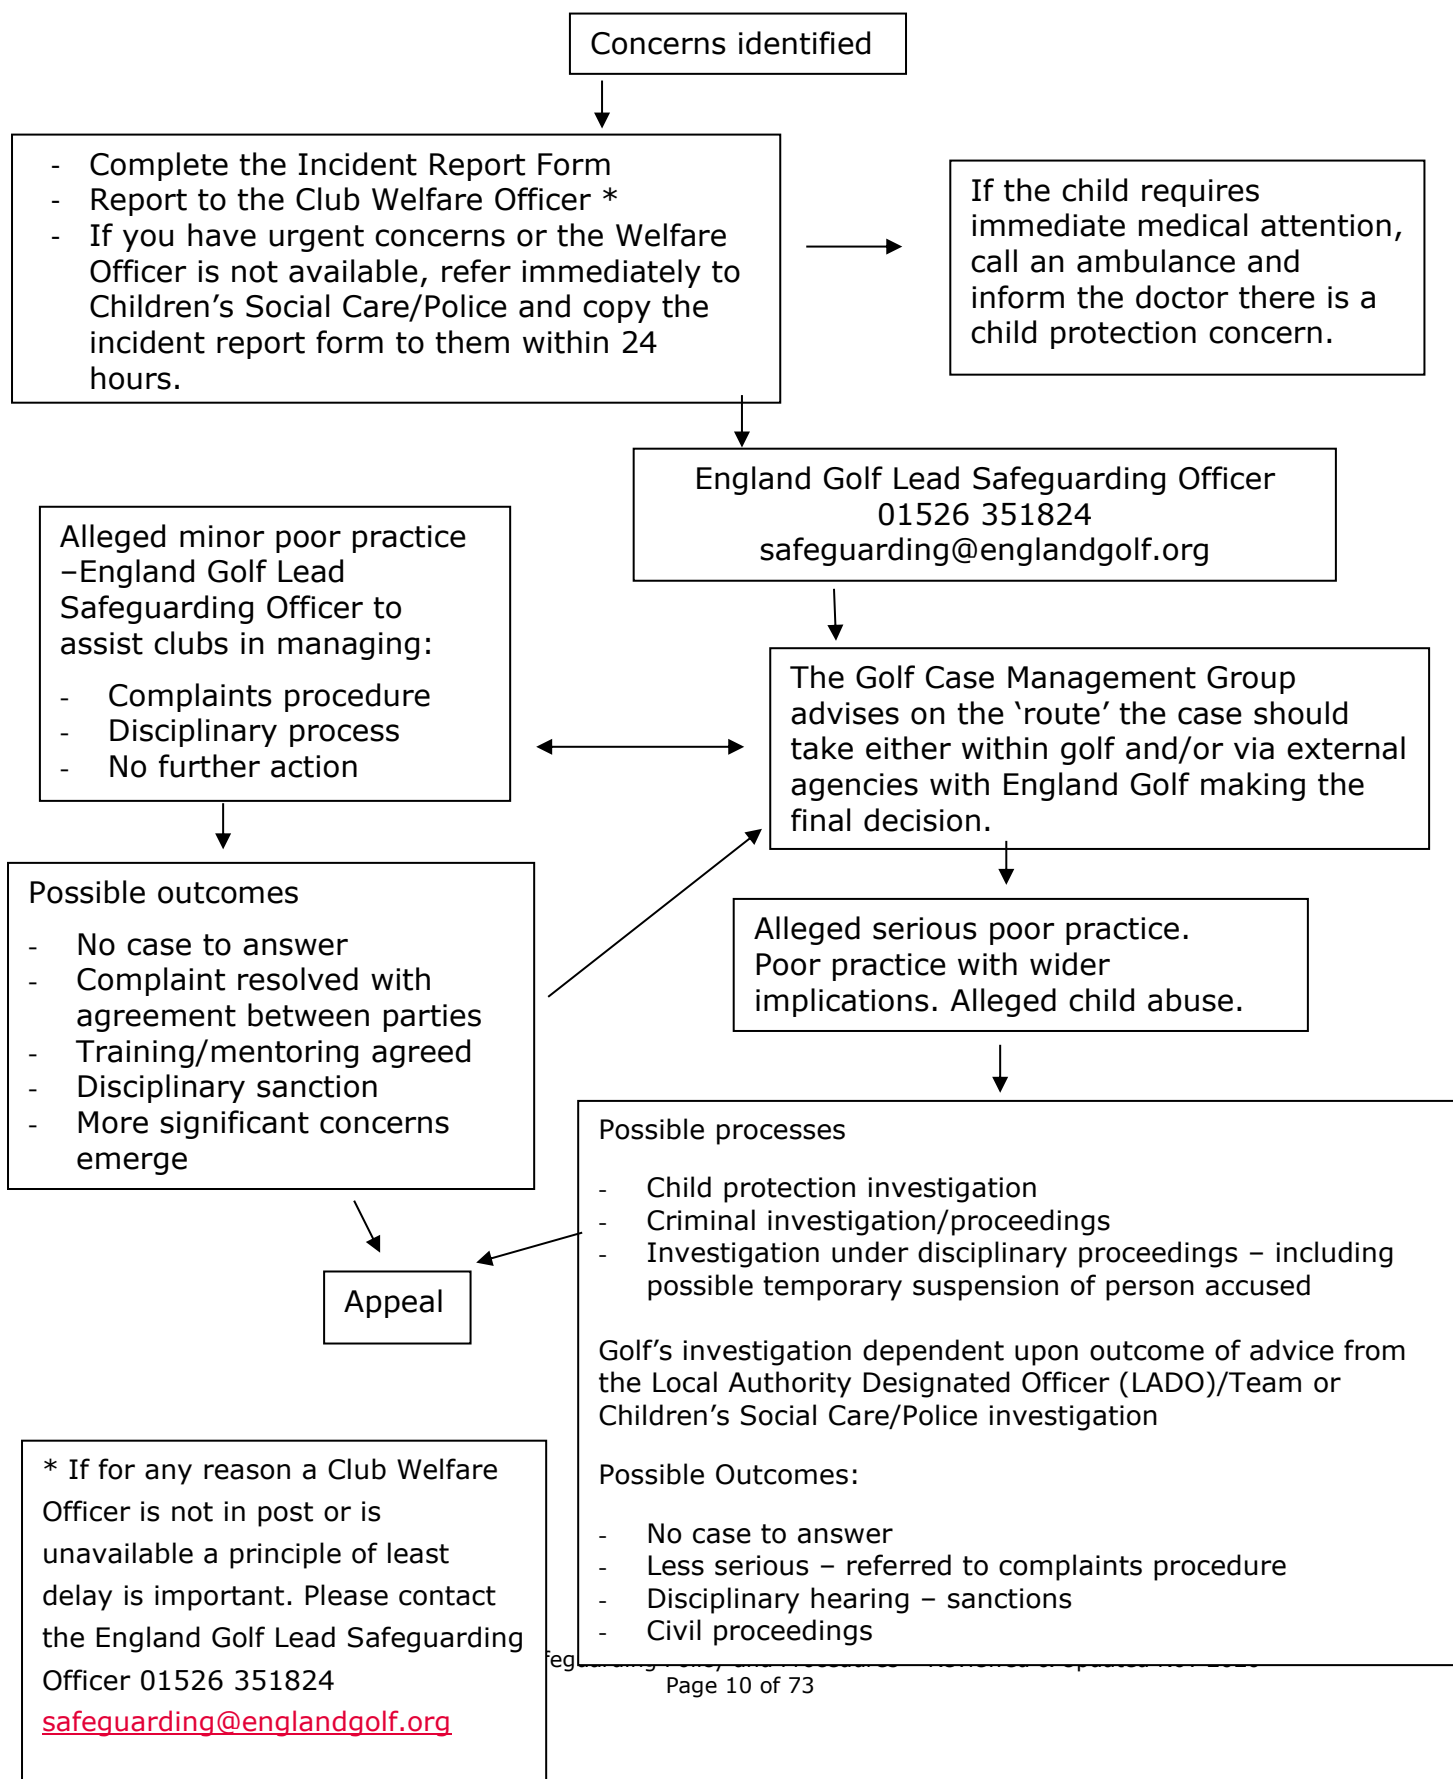 Concerns identified
- Complete the Incident Report Form
- Report to the Club Welfare Officer *
- If you have urgent concerns or the Welfare
Officer is not available, refer immediately to
Children’s Social Care/Police and copy the
incident report form to them within 24
hours.
If the child requires
immediate medical attention,
call an ambulance and
inform the doctor there is a
child protection concern.
England Golf Lead Safeguarding Officer
01526 351824
safeguarding@englandgolf.org
Alleged minor poor practice
–England Golf Lead
Safeguarding Officer to
assist clubs in managing:
- Complaints procedure
- Disciplinary process
- No further action
The Golf Case Management Group
advises on the ‘route’ the case should
take either within golf and/or via external
agencies with England Golf making the
final decision.
Possible outcomes
- No case to answer
- Complaint resolved with
agreement between parties
- Training/mentoring agreed
- Disciplinary sanction
- More significant concerns
emerge
Alleged serious poor practice.
Poor practice with wider
implications. Alleged child abuse.
Possible processes
- Child protection investigation
- Criminal investigation/proceedings
- Investigation under disciplinary proceedings – including
possible temporary suspension of person accused
Golf’s investigation dependent upon outcome of advice from
the Local Authority Designated Officer (LADO)/Team or
Children’s Social Care/Police investigation
Possible Outcomes:
- No case to answer
- Less serious – referred to complaints procedure
- Disciplinary hearing – sanctions
- Civil proceedings
Appeal
* If for any reason a Club Welfare
Officer is not in post or is
unavailable a principle of least
delay is important. Please contact
the England Golf Lead Safeguarding
Officer 01526 351824
safeguarding@englandgolf.org
Page 10 of 73